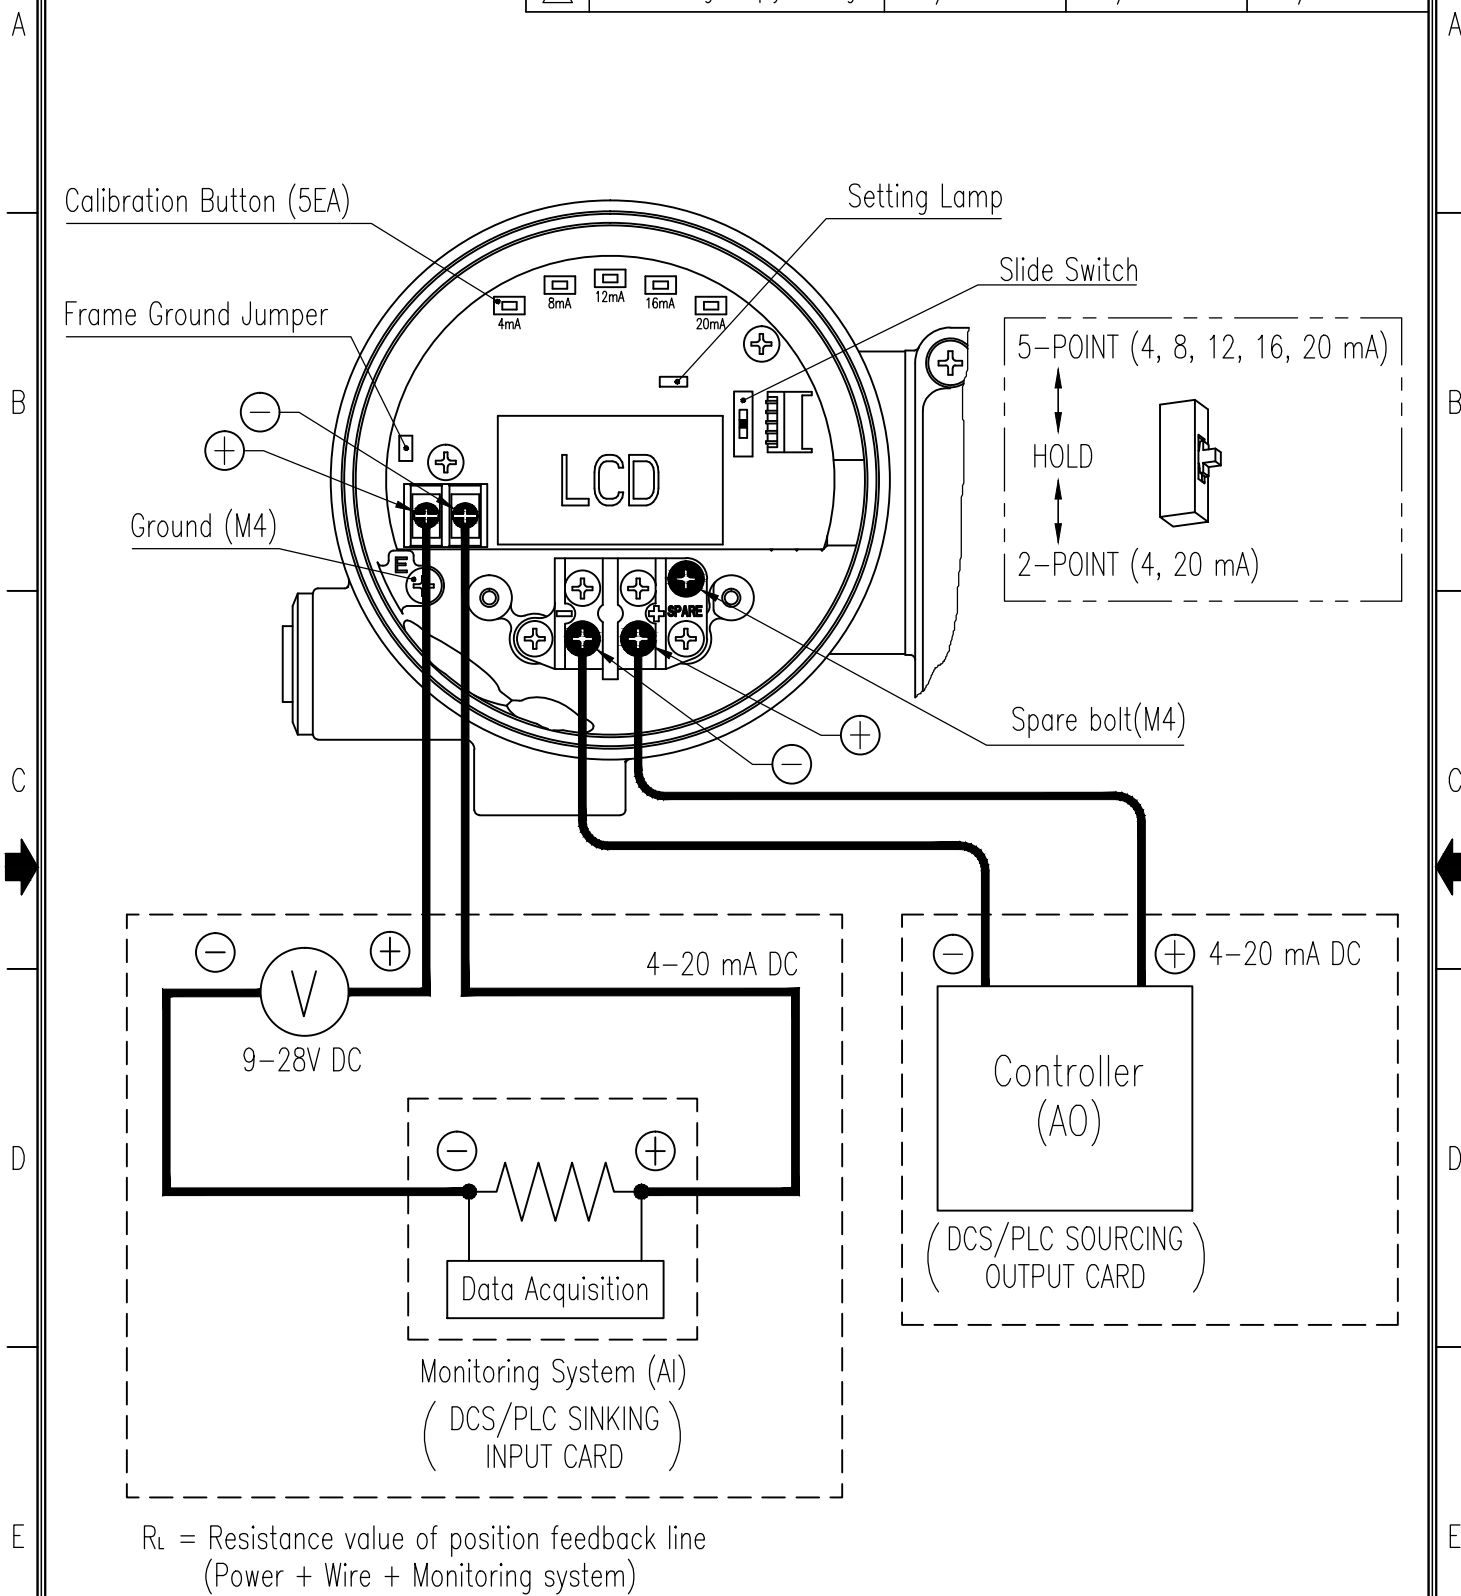 A
A
Calibration Button (5EA)
Setting Lamp
Slide Switch
Frame Ground Jumper
4mA
8mA
12mA
16mA
20mA
5-POINT (4, 8, 12, 16, 20 mA)
HOLD
2-POINT (4, 20 mA)
B
B
−
+
LCD
Ground (M4)
E
− + SPARE
Spare bolt(M4)
+
−
C
C
− +
4-20 mA DC
V
9-28V DC
− + 4-20 mA DC
Controller
(AO)
(DCS/PLC SOURCING
OUTPUT CARD)
D
D
− +
Data Acquisition
Monitoring System (AI)
(DCS/PLC SINKING
INPUT CARD)
E
E
RL = Resistance value of position feedback line
(Power + Wire + Monitoring system)